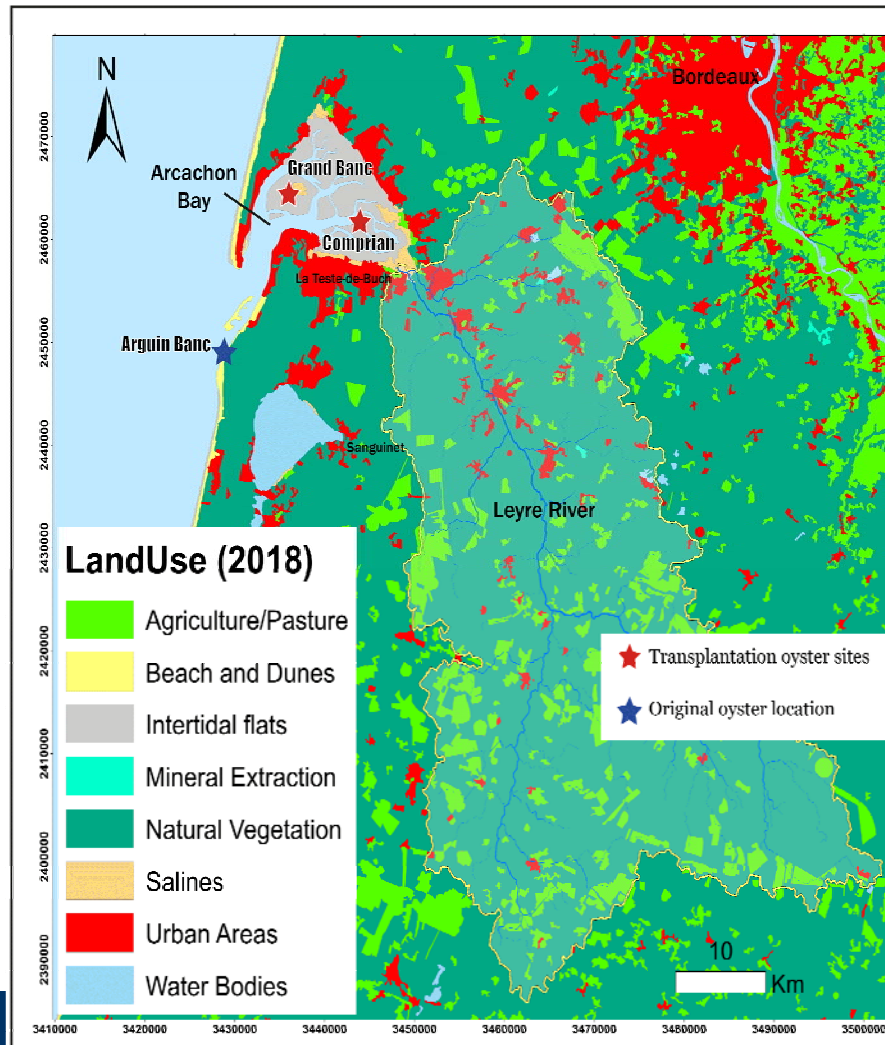 N
Bordeaux
Grand Banc
Arcachon
Bay
Comprian
La Teste-de-Buch
Arguin Banc
Sanguinet
Leyre River
LandUse (2018)
Agriculture/Pasture
Beach and Dunes
Intertidal flats
Mineral Extraction
Natural Vegetation
Salines
Urban Areas
Water Bodies
Transplantation oyster sites
Original oyster location
10
Km
2470000
2460000
2450000
2440000
2430000
2420000
2410000
2400000
2390000
3410000 3420000 3430000 3440000 3450000 3460000 3470000 3480000 3490000